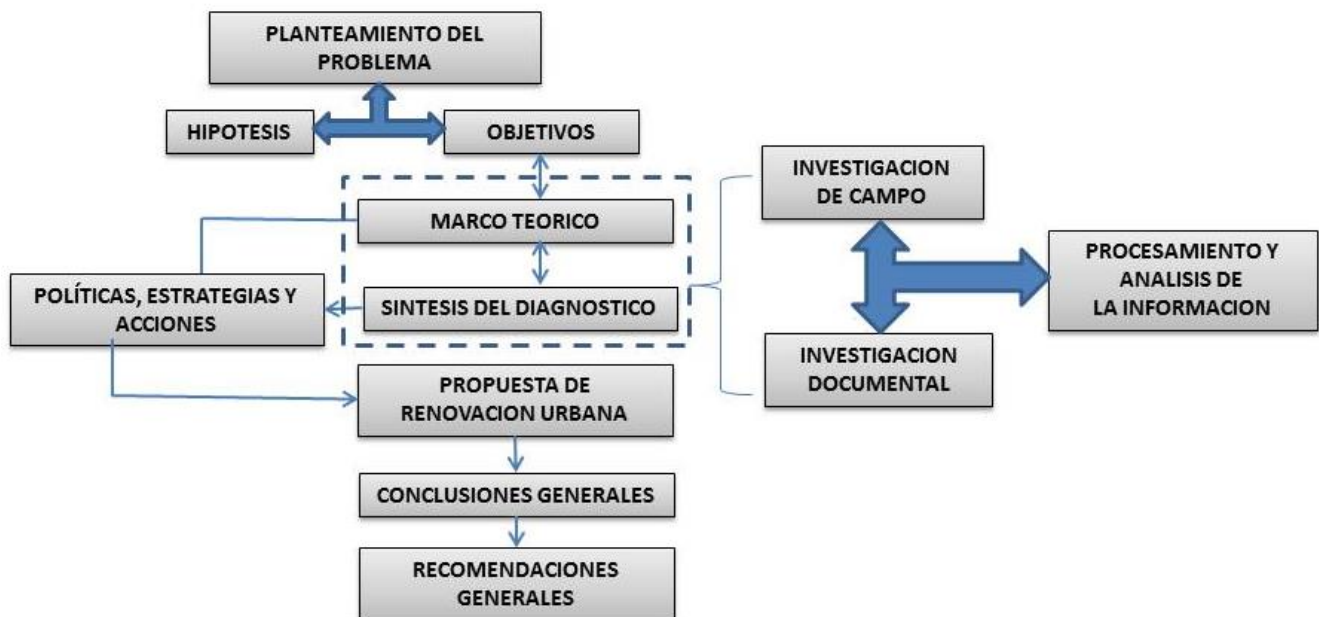 PLANTEAMIENTO DEL
PROBLEMA
HIPOTESIS
OBJETIVOS
MARCO TEORICO
SINTESIS DEL DIAGNOSTICO
POLÍTICAS, ESTRATEGIAS Y
ACCIONES
PROPUESTA DE
RENOVACION URBANA
CONCLUSIONES GENERALES
RECOMENDACIONES
GENERALES
INVESTIGACION
DE CAMPO
INVESTIGACION
DOCUMENTAL
PROCESAMIENTO Y
ANALISIS DE
LA INFORMACION